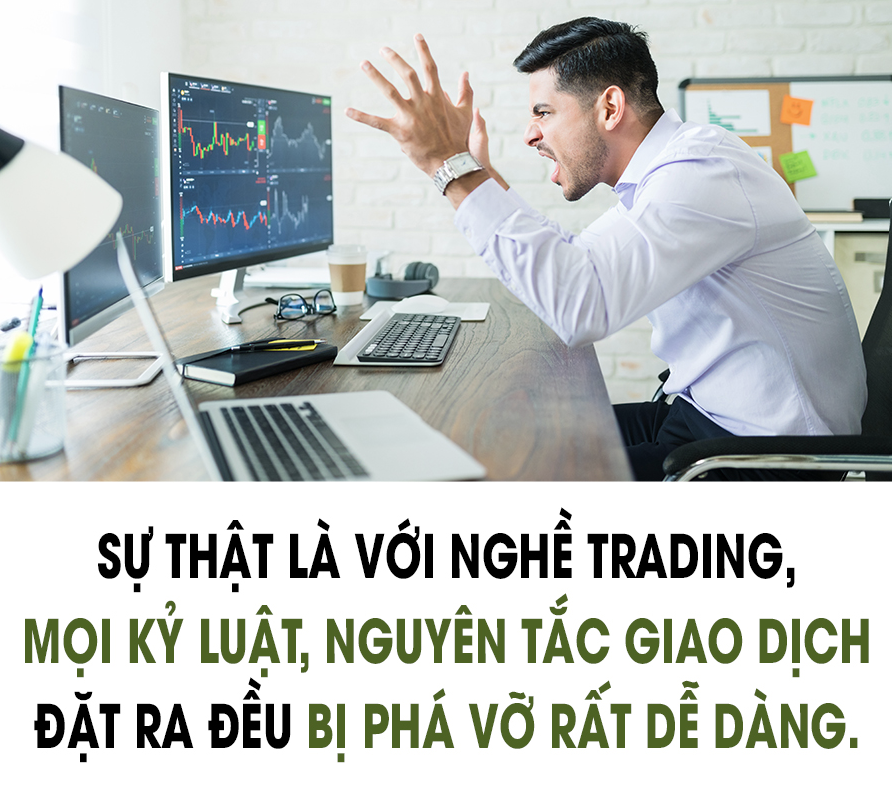 SỰ THẬT LÀ VỚI NGHỀ TRADING,
MỌI KỶ LUẬT, NGUYÊN TẮC GIAO DỊCH
ĐẶT RA ĐỀU BỊ PHÁ VỠ RẤT DỄ DÀNG.